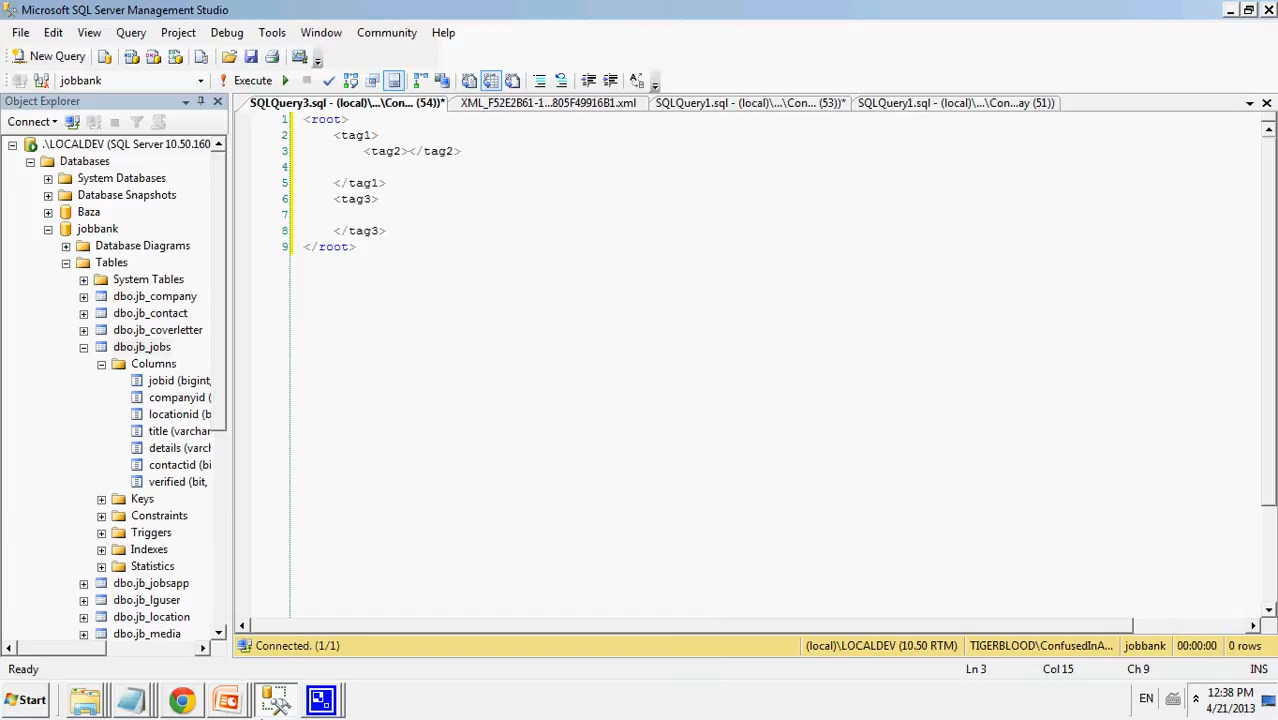 Microsoft SQL Server Management Studio
File Edit View Query Project Debug Tools Window Community Help
New Query
jobbank Execute
Object Explorer
SQLQuery3.sql - (local)\...\Con... (54))* XML_F52E2B61-1...805F49916B1.xml SQLQuery1.sql - (local)\...\Con... (53))* SQLQuery1.sql - (local)\...\Con...ay (51))
Connect
.\LOCALDEV (SQL Server 10.50.160
Databases
System Databases
Database Snapshots
Baza
jobbank
Database Diagrams
Tables
System Tables
dbo.jb_company
dbo.jb_contact
dbo.jb_coverletter
dbo.jb_jobs
Columns
jobid (bigint,
companyid (
locationid (b
title (varchar
details (varch
contactid (bi
verified (bit,
Keys
Constraints
Triggers
Indexes
Statistics
dbo.jb_jobsapp
dbo.jb_lguser
dbo.jb_location
dbo.jb_media
1 <root>
2 <tag1>
3 <tag2></tag2>
4
5 </tag1>
6 <tag3>
7
8 </tag3>
9 </root>
Connected. (1/1) (local)\LOCALDEV (10.50 RTM) TIGERBLOOD\ConfusedInA... jobbank 00:00:00 0 rows
Ready Ln 3 Col 15 Ch 9 INS
Start EN 12:38 PM
4/21/2013